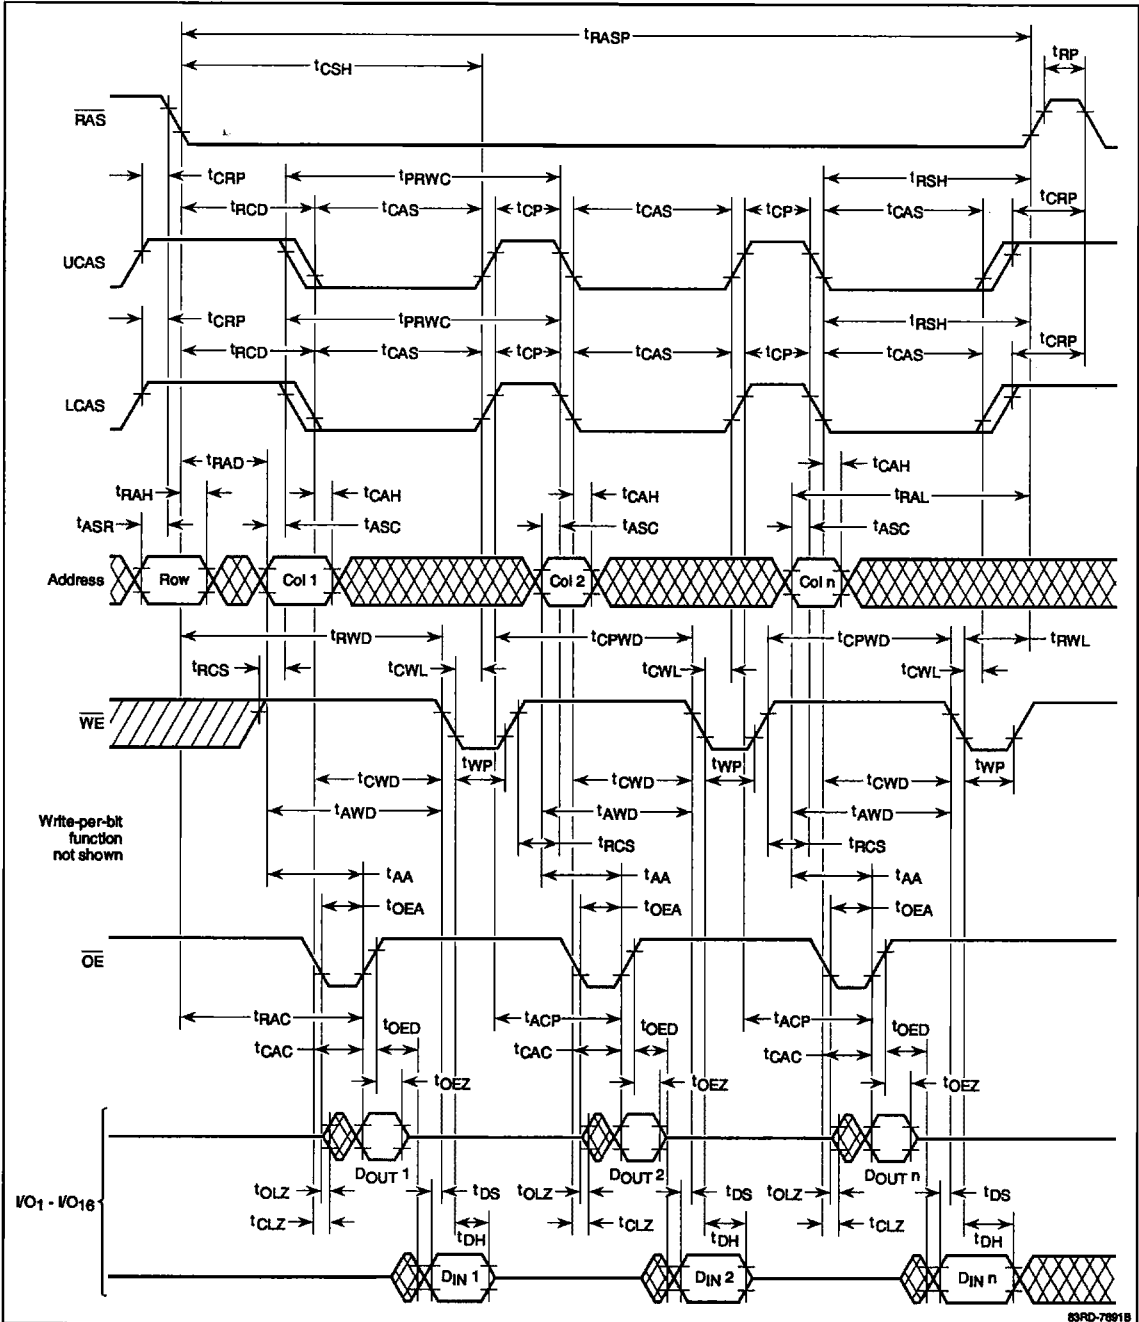 tRASP
tCSH
tRP
RAS
tCRP
tPRWC
tRSH
tRCD
tCAS
tCP
tCAS
tCP
tCAS
tCRP
UCAS
tCRP
tPRWC
tRSH
tRCD
tCAS
tCP
tCAS
tCP
tCAS
tCRP
LCAS
tRAD
tCAH
tRAH
tCAH
tCAH
tRAL
tASR
tASC
tASC
tASC
Address
Row
Col 1
Col 2
Col n
tRWD
tCPWD
tCPWD
tRWL
tRCS
tCWL
tCWL
tCWL
WE
tCWD
tWP
tCWD
tWP
tCWD
tWP
tAWD
tAWD
tAWD
Write-per-bit
function
not shown
tRCS
tRCS
tAA
tAA
tAA
tOEA
tOEA
tOEA
OE
tRAC
tOED
tACP
tOED
tACP
tOED
tCAC
tCAC
tCAC
tOEZ
tOEZ
tOEZ
DOUT 1
DOUT 2
DOUT n
I/O1 - I/O16
tOLZ
tDS
tOLZ
tDS
tOLZ
tDS
tCLZ
tDH
tCLZ
tDH
tCLZ
tDH
DIN 1
DIN 2
DIN n
83RD-7691B